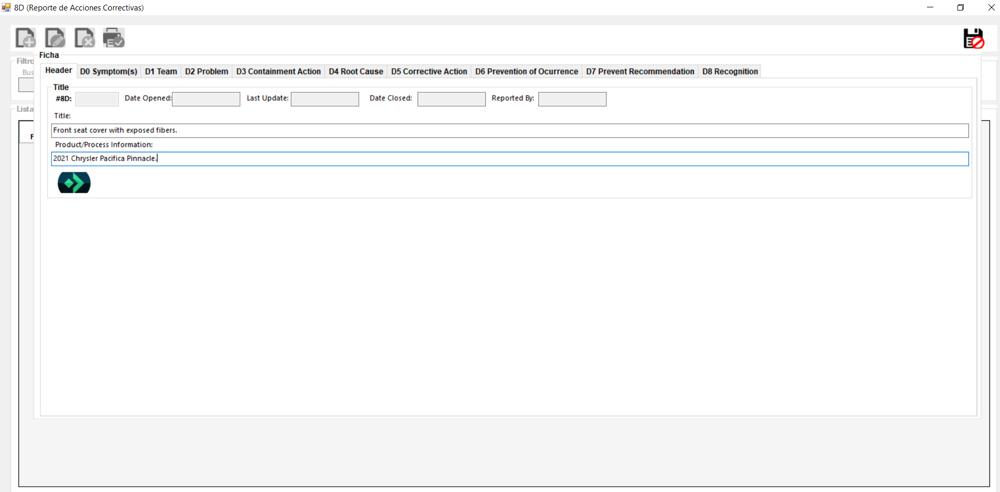 8D (Reporte de Acciones Correctivas)
Ficha
Header D0 Symptom(s) D1 Team D2 Problem D3 Containment Action D4 Root Cause D5 Corrective Action D6 Prevention of Ocurrence D7 Prevent Recommendation D8 Recognition
Title
#8D: Date Opened: Last Update: Date Closed: Reported By:
Title:
Front seat cover with exposed fibers.
Product/Process Information:
2021 Chrysler Pacifica Pinnacle.
Filtro
Bus
Lista
F